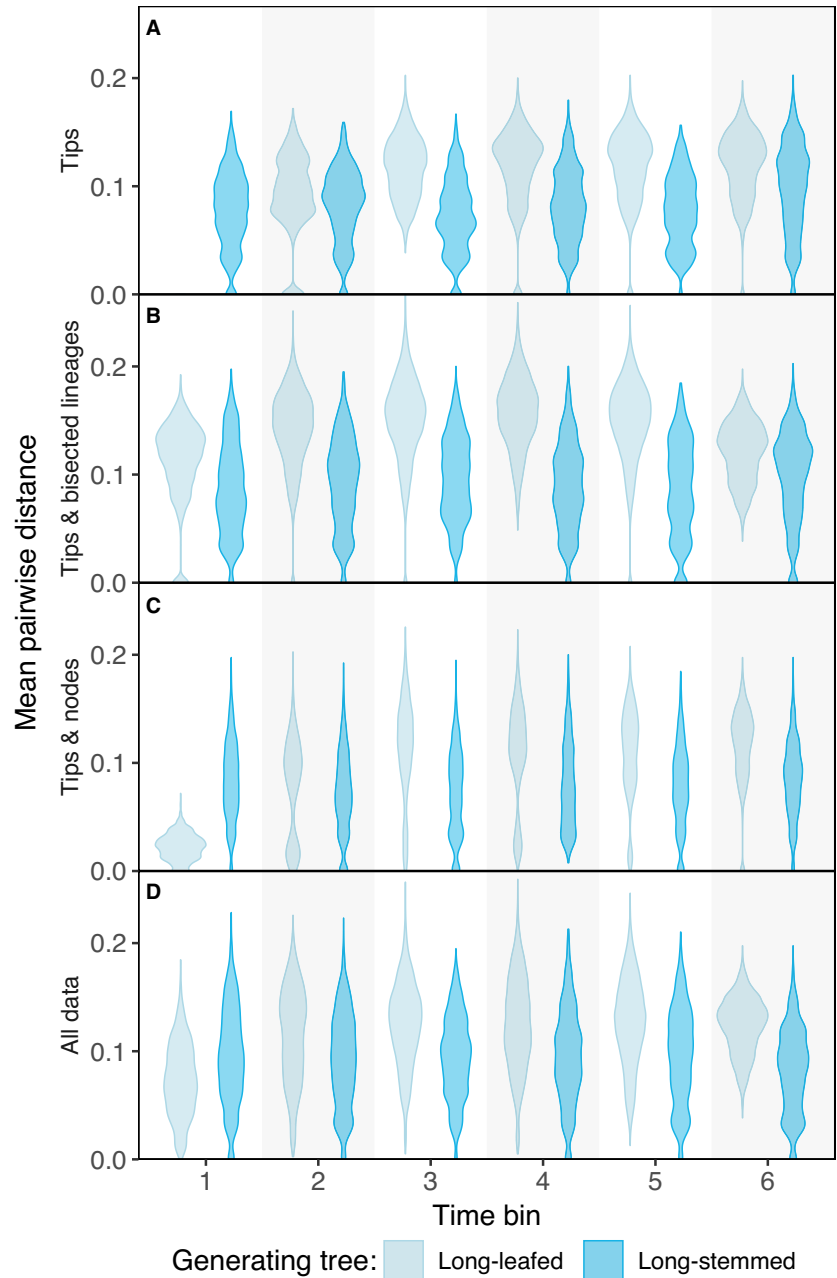 Mean pairwise distance
A
Tips
0.2
0.1
0.0
B
Tips & bisected lineages
0.2
0.1
0.0
C
Tips & nodes
0.2
0.1
0.0
D
All data
0.2
0.1
0.0
1 2 3 4 5 6
Time bin
Generating tree: Long-leafed Long-stemmed